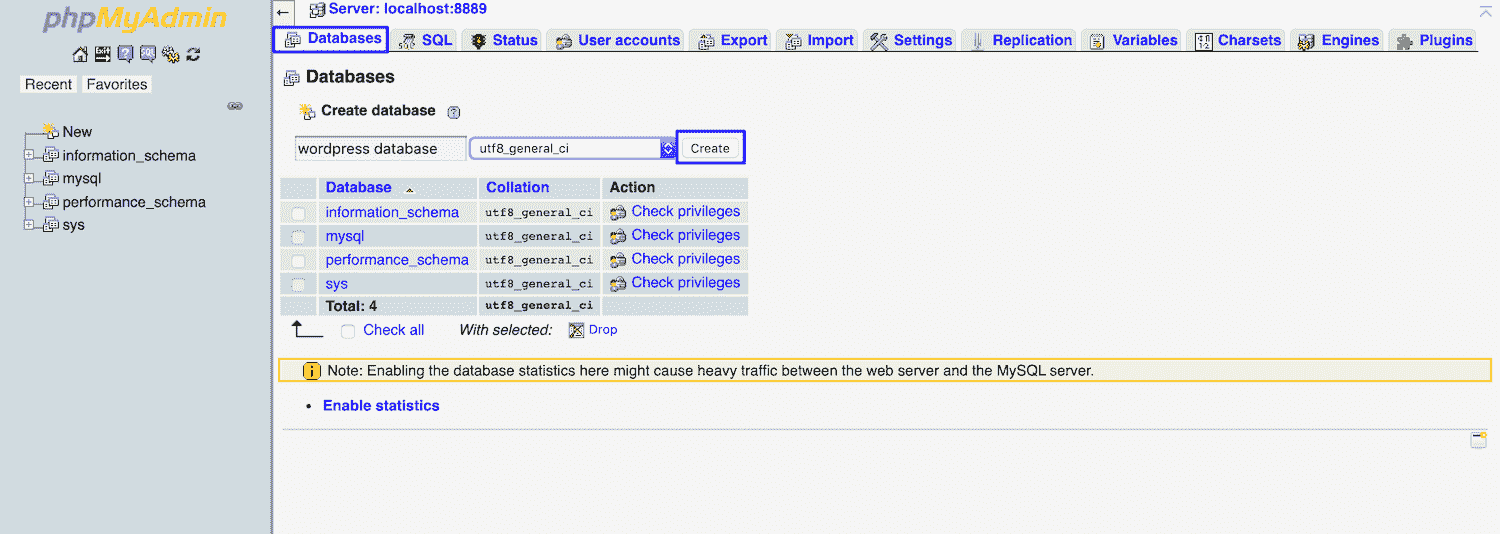 phpMyAdmin
Recent Favorites
New
information_schema
mysql
performance_schema
sys
Server: localhost:8889
Databases SQL Status User accounts Export Import Settings Replication Variables Charsets Engines Plugins
Databases
Create database
wordpress database utf8_general_ci Create
Database Collation Action
information_schema utf8_general_ci Check privileges
mysql utf8_general_ci Check privileges
performance_schema utf8_general_ci Check privileges
sys utf8_general_ci Check privileges
Total: 4 utf8_general_ci
Check all With selected: Drop
Note: Enabling the database statistics here might cause heavy traffic between the web server and the MySQL server.
• Enable statistics